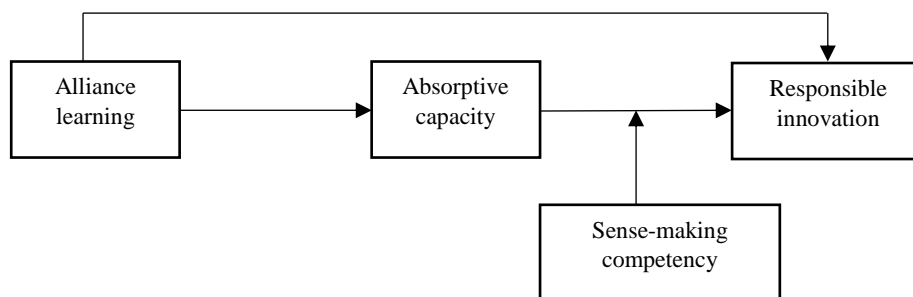 Alliance
learning
Absorptive
capacity
Responsible
innovation
Sense-making
competency